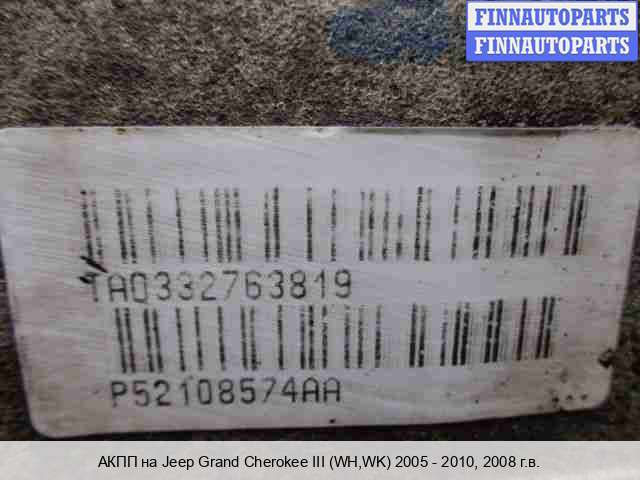 FINNAUTOPARTS
FINNAUTOPARTS
TA0332763819
P52108574AA
АКПП на Jeep Grand Cherokee III (WH,WK) 2005 - 2010, 2008 г.в.